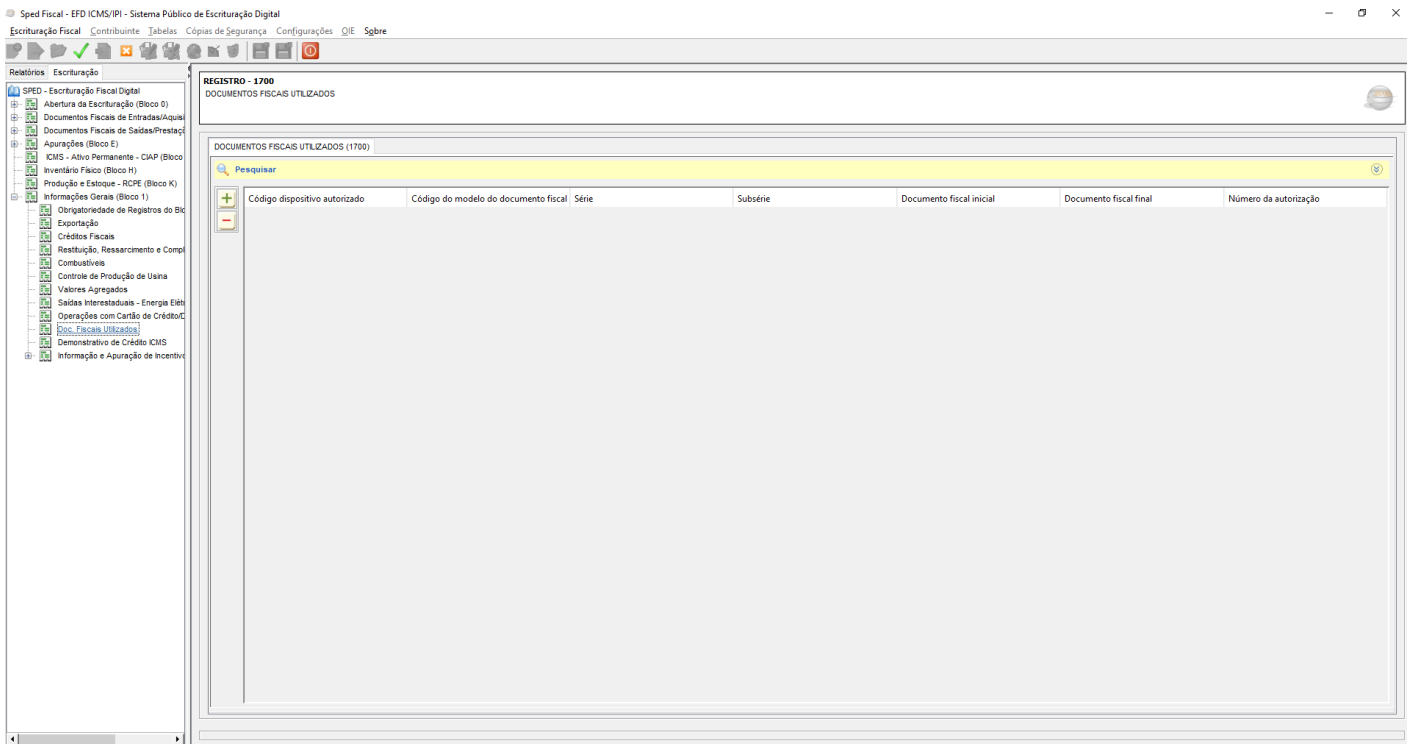 Sped Fiscal - EFD ICMS/IPI - Sistema Público de Escrituração Digital
Escrituração Fiscal Contribuinte Tabelas Cópias de Segurança Configurações OIE Sobre
Relatórios Escrituração
SPED - Escrituração Fiscal Digital
Abertura da Escrituração (Bloco 0)
Documentos Fiscais de Entradas/Aquisi
Documentos Fiscais de Saídas/Prestaçõ
Apurações (Bloco E)
ICMS - Ativo Permanente - CIAP (Bloco
Inventário Físico (Bloco H)
Produção e Estoque - RCPE (Bloco K)
Informações Gerais (Bloco 1)
Obrigatoriedade de Registros do Blo
Exportação
Créditos Fiscais
Restituição, Ressarcimento e Compl
Combustíveis
Controle de Produção de Usina
Valores Agregados
Saídas Interestaduais - Energia Elétr
Operações com Cartão de Crédito/D
Doc. Fiscais Utilizados
Demonstrativo de Crédito ICMS
Informação e Apuração de Incentivo
REGISTRO - 1700
DOCUMENTOS FISCAIS UTILIZADOS
DOCUMENTOS FISCAIS UTILIZADOS (1700)
Pesquisar
Código dispositivo autorizado Código do modelo do documento fiscal Série Subsérie Documento fiscal inicial Documento fiscal final Número da autorização